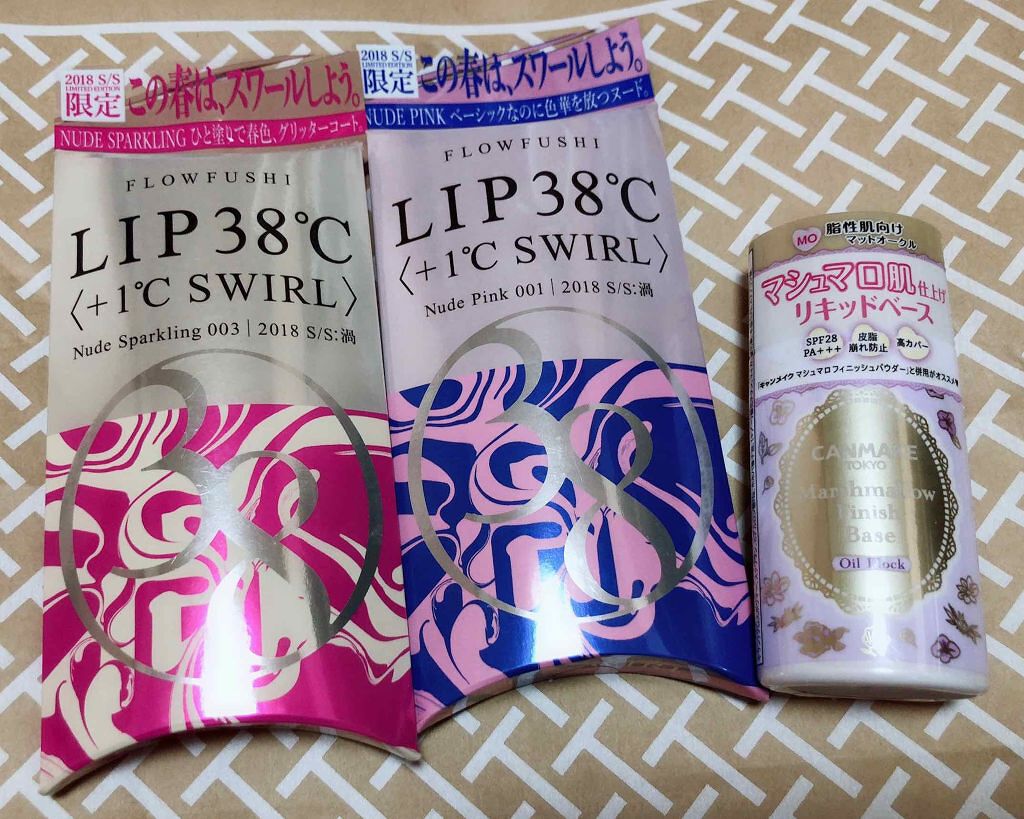 2018 S/S
LIMITED EDITION
限定
この春は、スワールしよう。
NUDE SPARKLING ひと塗りで春色、グリッターコート。
FLOWFUSHI
LIP38℃
〈+1℃ SWIRL〉
Nude Sparkling 003 | 2018 S/S:渦
38
2018 S/S
LIMITED EDITION
限定
この春は、スワールしよう。
NUDE PINK ベーシックなのに色華を放つヌード。
FLOWFUSHI
LIP38℃
〈+1℃ SWIRL〉
Nude Pink 001 | 2018 S/S:渦
38
MO
脂性肌向け
マットオークル
マシュマロ肌仕上げ
リキッドベース
SPF28
PA+++
皮脂
崩れ防止
高カバー
「キャンメイク マシュマロフィニッシュパウダー」と併用がオススメ
CANMAKE
TOKYO
Marshmallow
Finish
Base
Oil Block